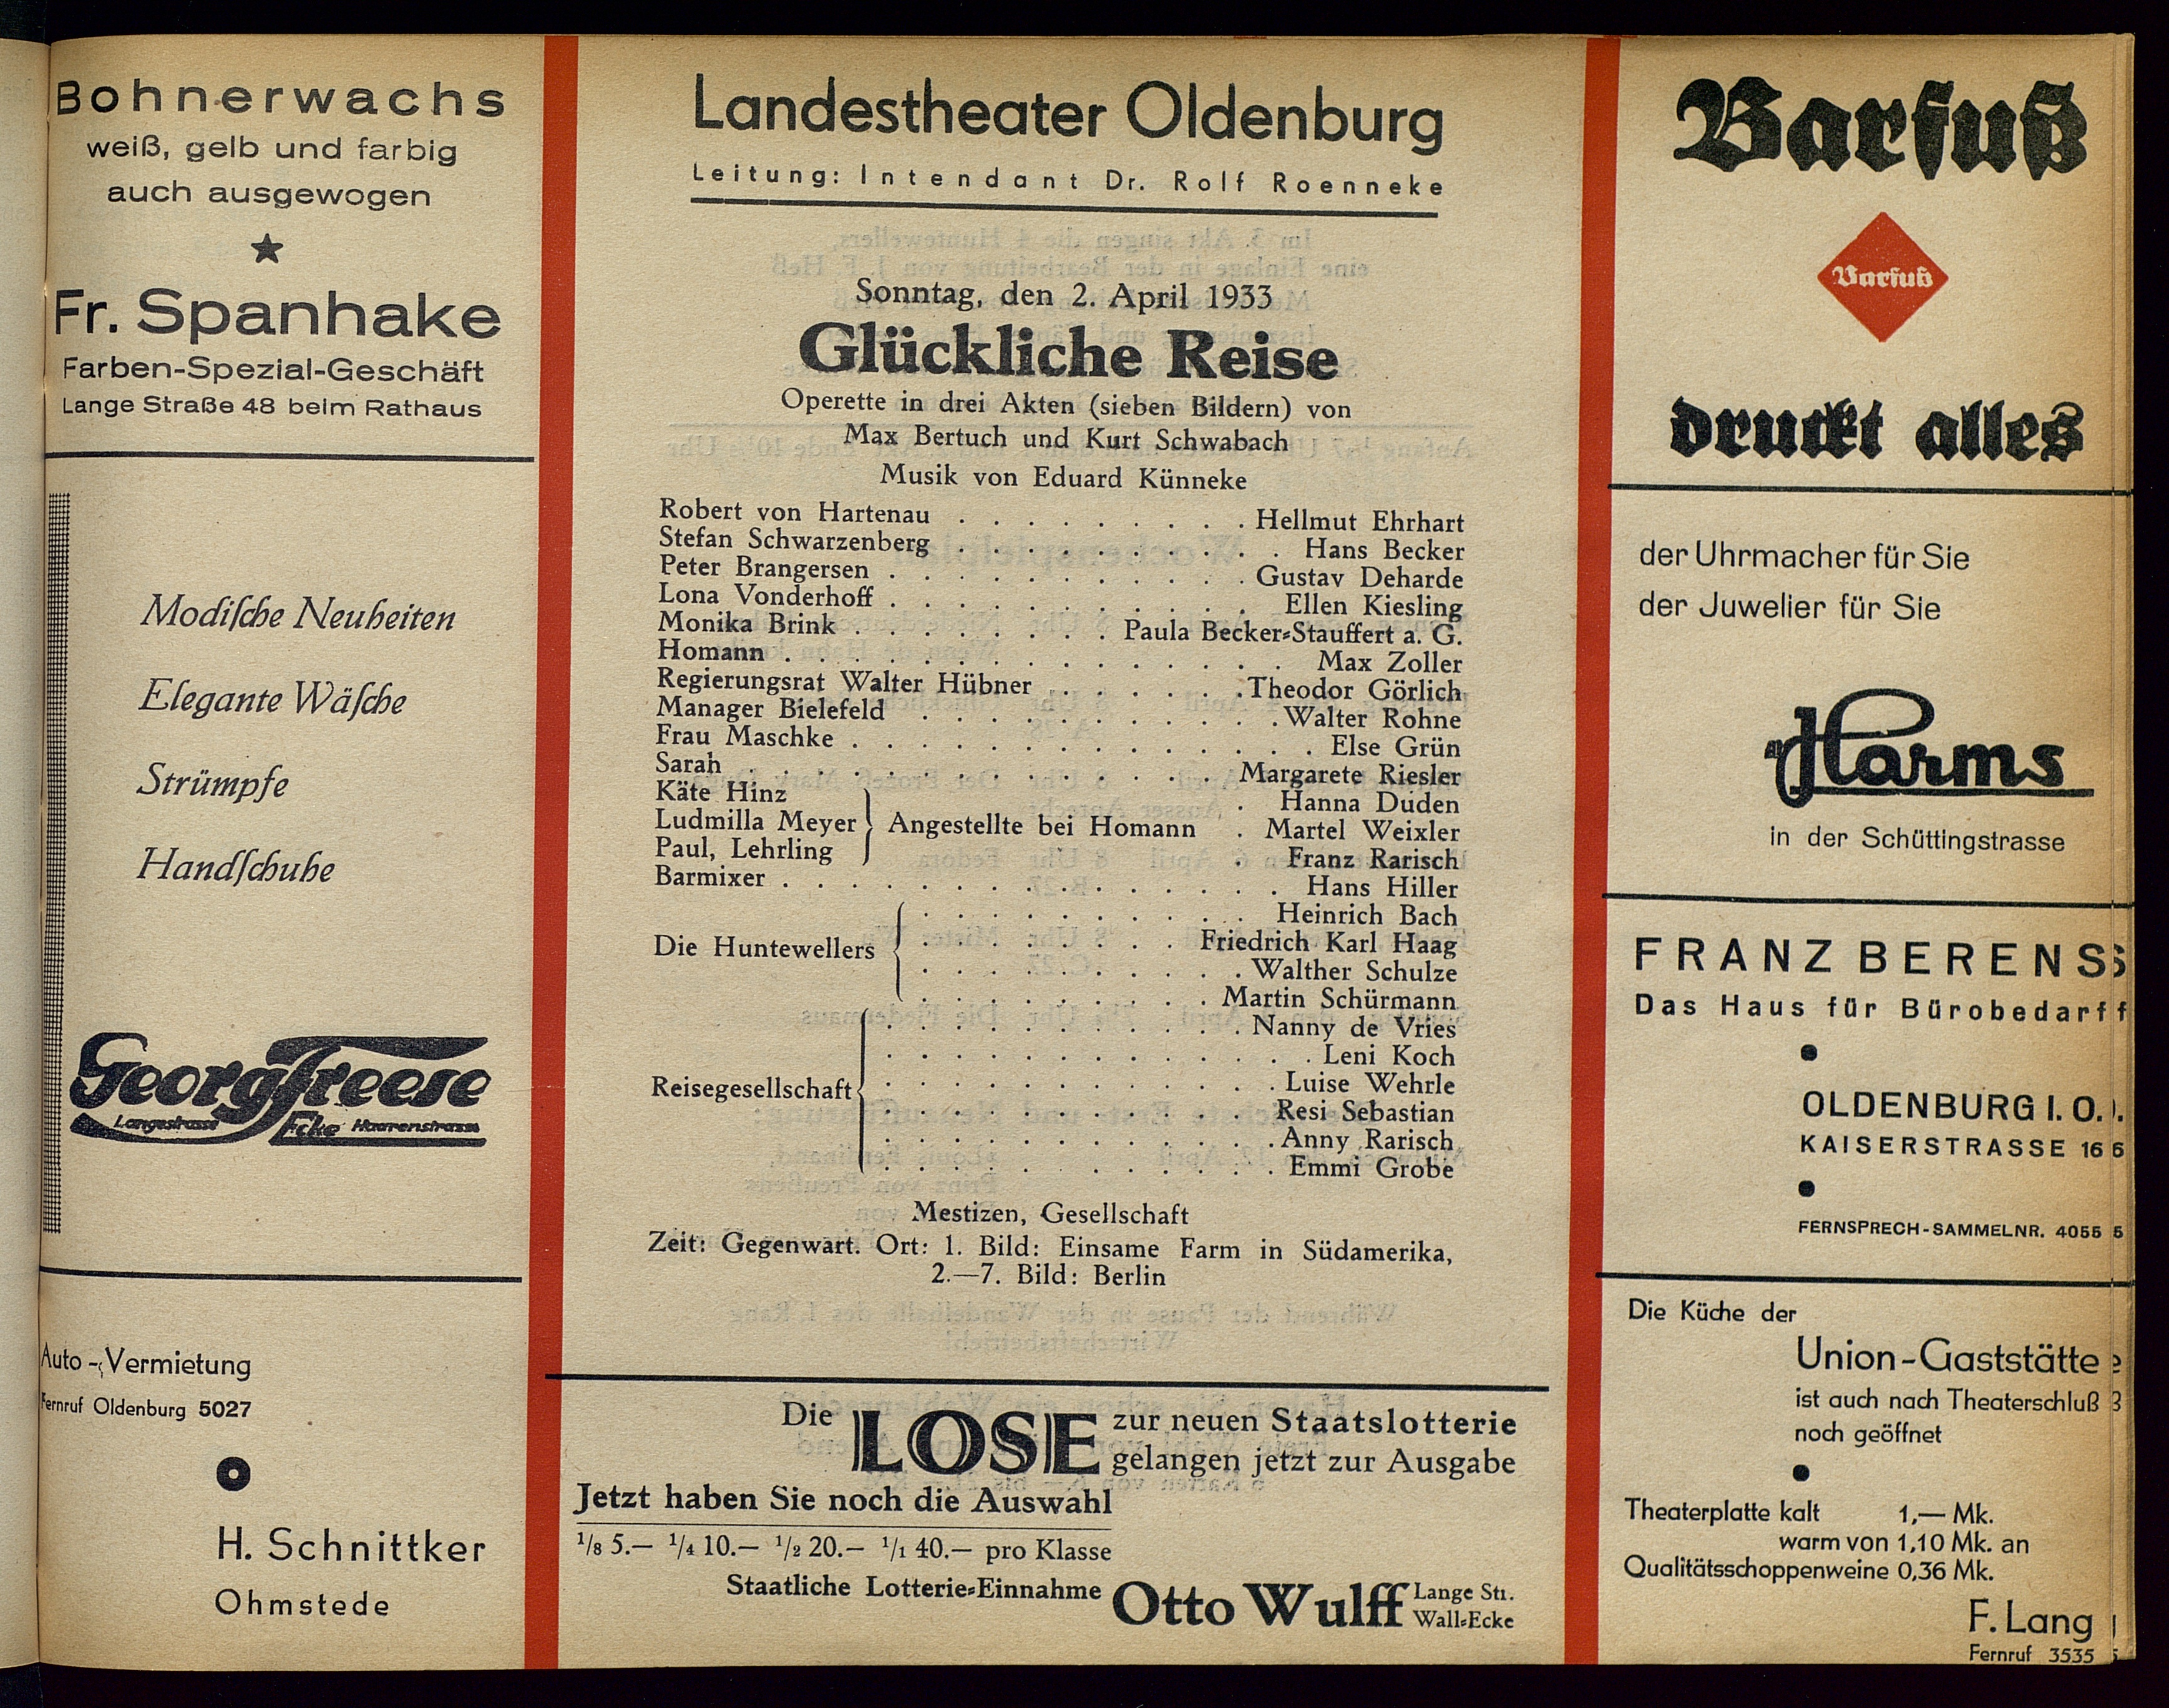 Bohnerwachs
weiß, gelb und farbig
auch ausgewogen
Fr. Spanhake
Farben-Spezial-Geschäft
Lange Straße 48 beim Rathaus
Modiſche Neuheiten
Elegante Wäſche
Strümpfe
Handſchuhe
Georg Freese
Langestrasse Ecke Haarenstrasse
Auto-Vermietung
Fernruf Oldenburg 5027
H. Schnittker
Ohmstede
Landestheater Oldenburg
Leitung: Intendant Dr. Rolf Roenneke
Sonntag, den 2. April 1933
Glückliche Reise
Operette in drei Akten (sieben Bildern) von
Max Bertuch und Kurt Schwabach
Musik von Eduard Künneke
Robert von Hartenau . . . . . . . . . Hellmut Ehrhart
Stefan Schwarzenberg . . . . . . . . . . Hans Becker
Peter Brangersen . . . . . . . . . . . Gustav Deharde
Lona Vonderhoff . . . . . . . . . . . Ellen Kiesling
Monika Brink . . . . . . . . Paula Becker-Stauffert a. G.
Homann . . . . . . . . . . . . . . . Max Zoller
Regierungsrat Walter Hübner . . . . . . Theodor Görlich
Manager Bielefeld . . . . . . . . . . . Walter Rohne
Frau Maschke . . . . . . . . . . . . . . Else Grün
Sarah . . . . . . . . . . . . . . . Margarete Riesler
Käte Hinz . Hanna Duden
Ludmilla Meyer } Angestellte bei Homann . Martel Weixler
Paul, Lehrling . Franz Rarisch
Barmixer . . . . . . . . . . . . . . . Hans Hiller
. . . . . . . . . . Heinrich Bach
Die Huntewellers { . . . . . . . . Friedrich Karl Haag
. . . . . . . . . . Walther Schulze
. . . . . . . . . Martin Schürmann
. . . . . . . . . . . Nanny de Vries
. . . . . . . . . . . . . Leni Koch
Reisegesellschaft { . . . . . . . . . . . . Luise Wehrle
. . . . . . . . . . . Resi Sebastian
. . . . . . . . . . . . Anny Rarisch
. . . . . . . . . . . . Emmi Grobe
Mestizen, Gesellschaft
Zeit: Gegenwart. Ort: 1. Bild: Einsame Farm in Südamerika,
2.—7. Bild: Berlin
Die LOSE zur neuen Staatslotterie
gelangen jetzt zur Ausgabe
Jetzt haben Sie noch die Auswahl
1/8 5.— 1/4 10.— 1/2 20.— 1/1 40.— pro Klasse
Staatliche Lotterie-Einnahme Otto Wulff Lange Str.
Wall-Ecke
Barfuß
Barfuß
druckt alles
der Uhrmacher für Sie
der Juwelier für Sie
Harms
in der Schüttingstrasse
FRANZ BERENS
Das Haus für Bürobedarf
OLDENBURG I. O.
KAISERSTRASSE 16
FERNSPRECH-SAMMELNR. 4055
Die Küche der
Union-Gaststätte
ist auch nach Theaterschluß
noch geöffnet
Theaterplatte kalt 1,— Mk.
warm von 1,10 Mk. an
Qualitätsschoppenweine 0,36 Mk.
F. Lang
Fernruf 3535